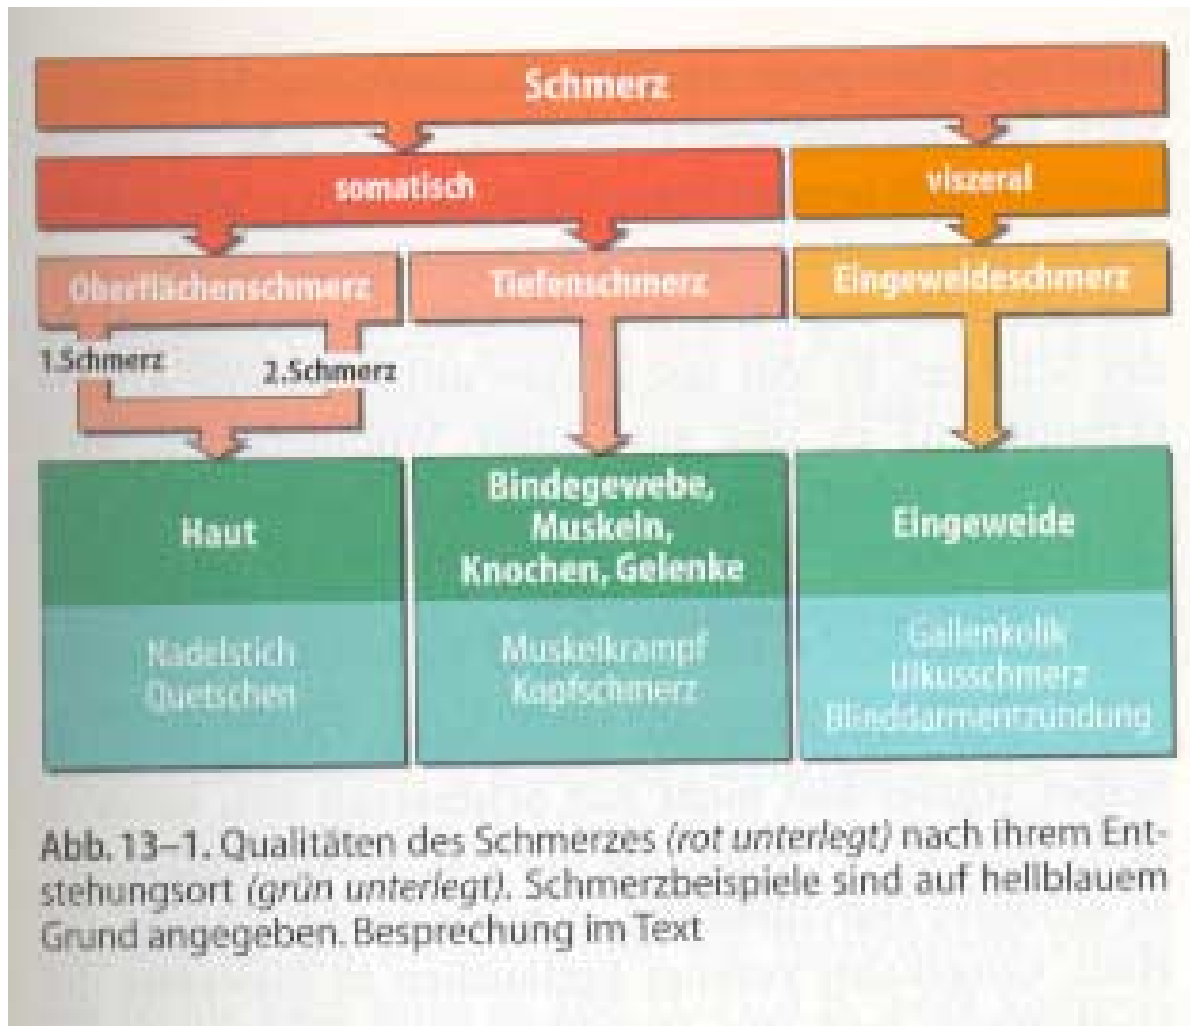 Schmerz
somatisch
viszeral
Oberflächenschmerz
Tiefenschmerz
Eingeweideschmerz
1.Schmerz
2.Schmerz
Haut
Bindegewebe,
Muskeln,
Knochen, Gelenke
Eingeweide
Nadelstich
Quetschen
Muskelkrampf
Kopfschmerz
Gallenkolik
Ulkusschmerz
Blinddarmentzündung
Abb. 13–1. Qualitäten des Schmerzes (rot unterlegt) nach ihrem Ent-
stehungsort (grün unterlegt). Schmerzbeispiele sind auf hellblauem
Grund angegeben. Besprechung im Text